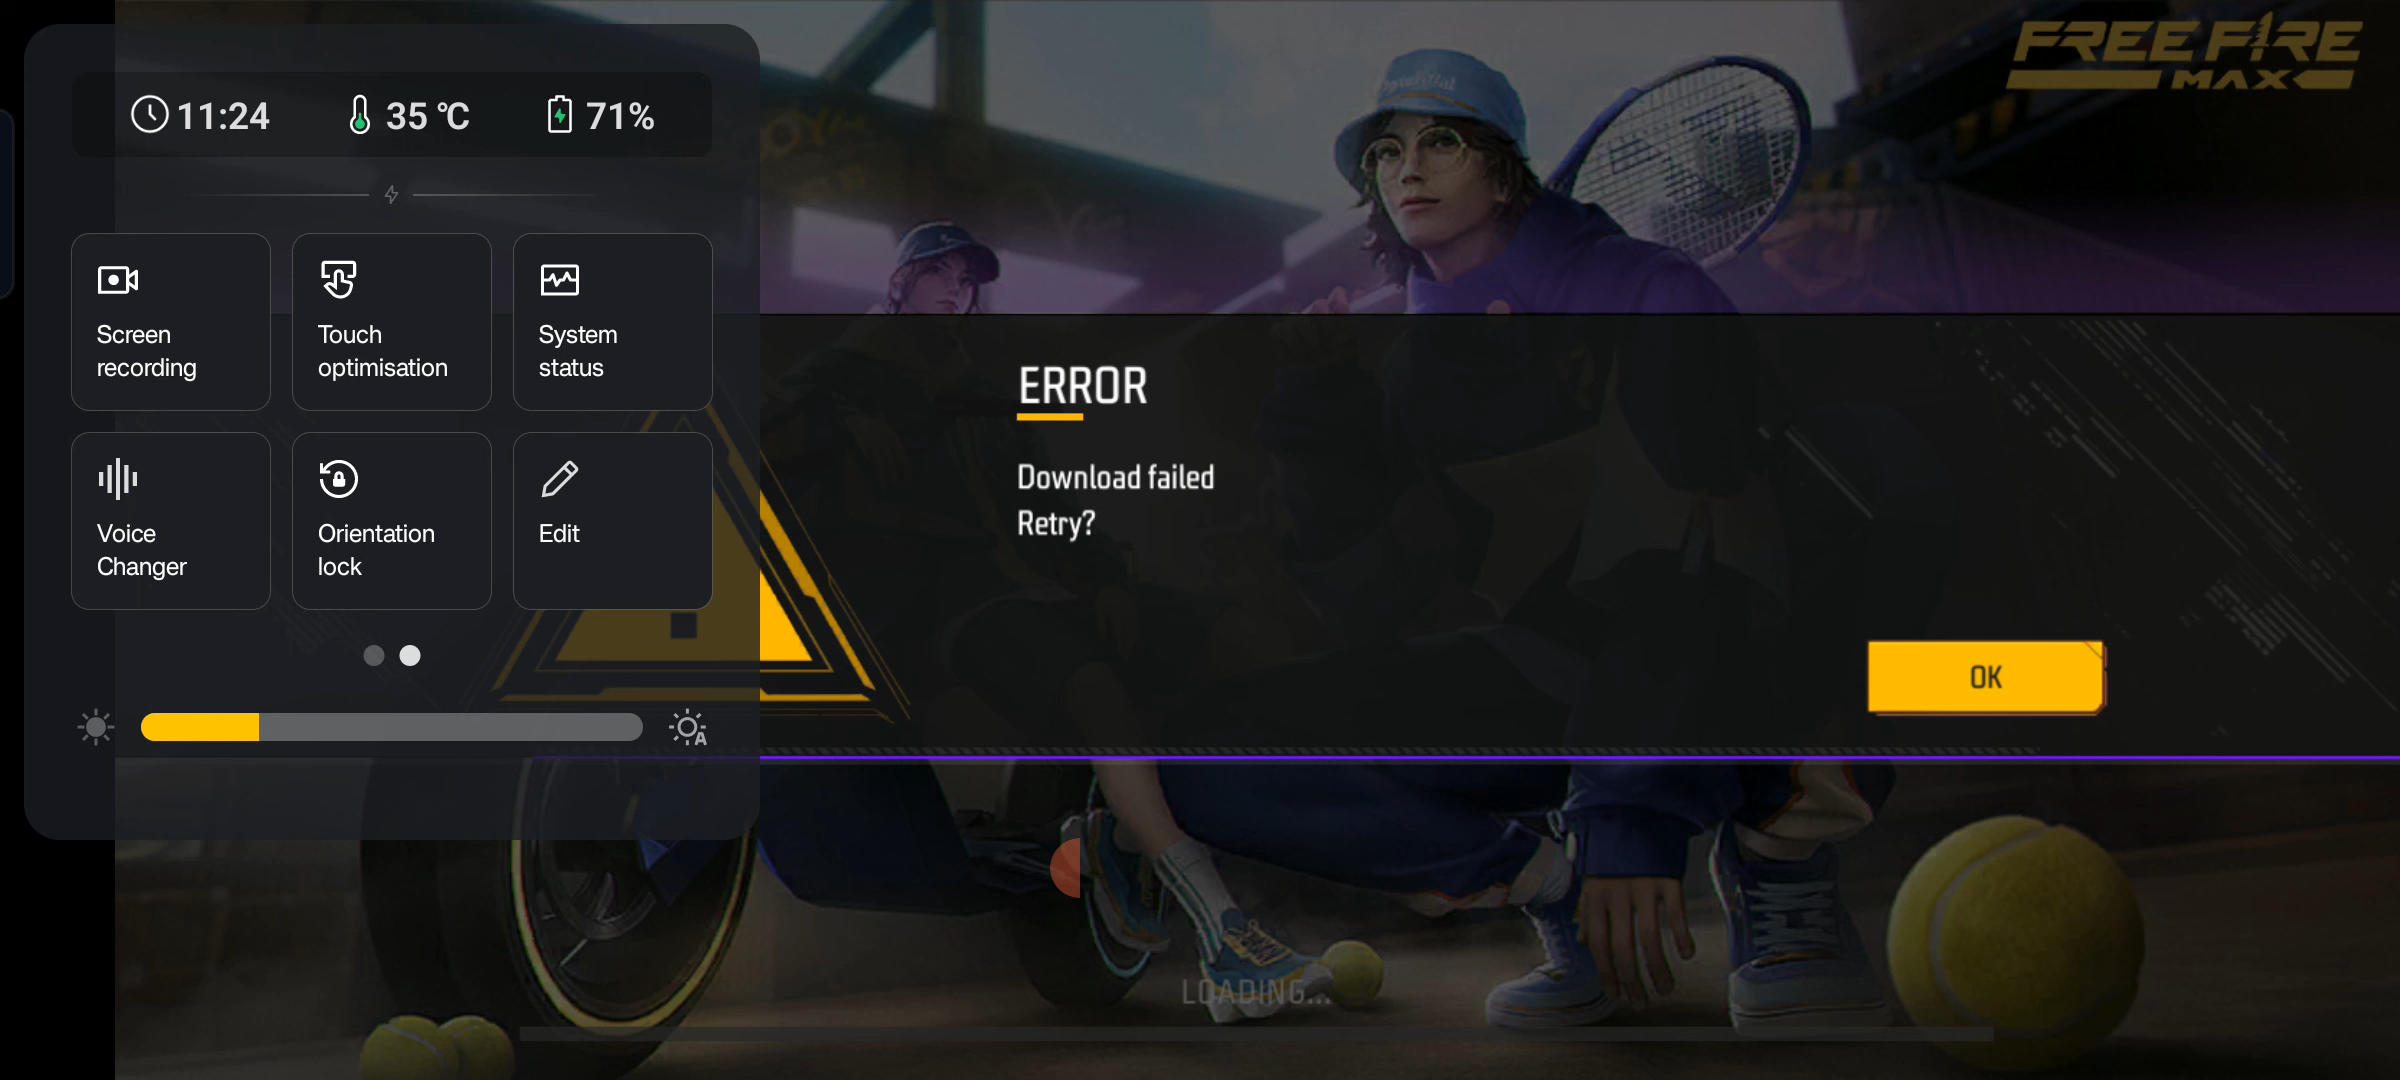 FREE FIRE
MAX
11:24
35 °C
71%
Screen
recording
Touch
optimisation
System
status
Voice
Changer
Orientation
lock
Edit
A
ERROR
Download failed
Retry?
OK
LOADING...